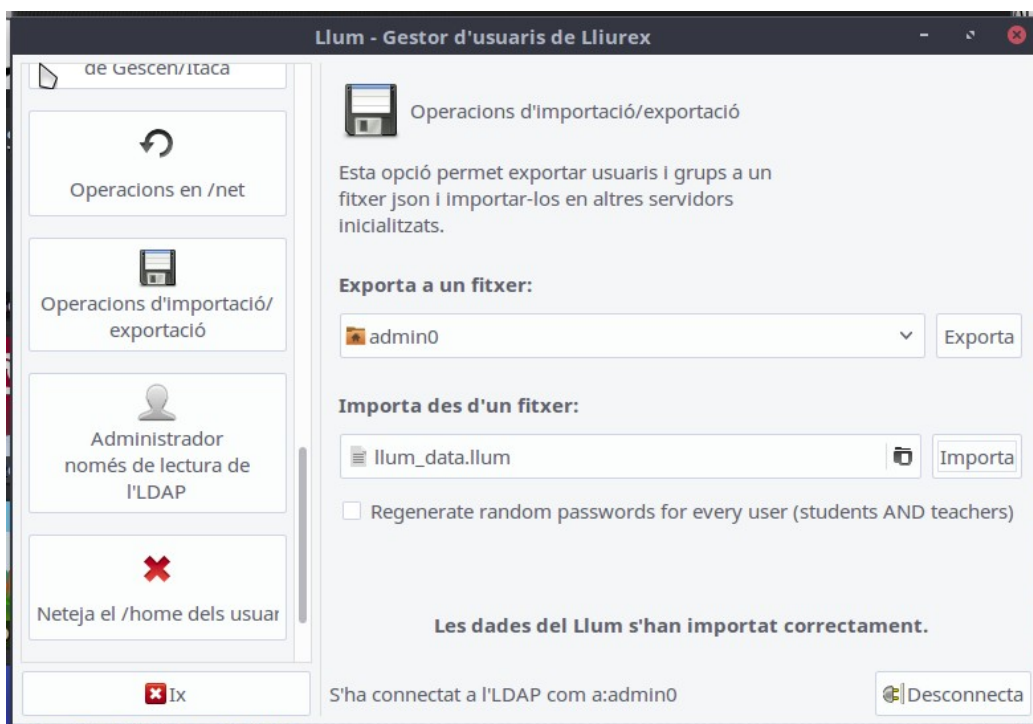 Llum - Gestor d'usuaris de Lliurex
de Gescen/Itaca
Operacions en /net
Operacions d'importació/
exportació
Administrador
només de lectura de
l'LDAP
Neteja el /home dels usuar
Ix
Operacions d'importació/exportació
Esta opció permet exportar usuaris i grups a un
fitxer json i importar-los en altres servidors
inicialitzats.
Exporta a un fitxer:
admin0
Exporta
Importa des d'un fitxer:
llum_data.llum
Importa
Regenerate random passwords for every user (students AND teachers)
Les dades del Llum s'han importat correctament.
S'ha connectat a l'LDAP com a:admin0
Desconnecta